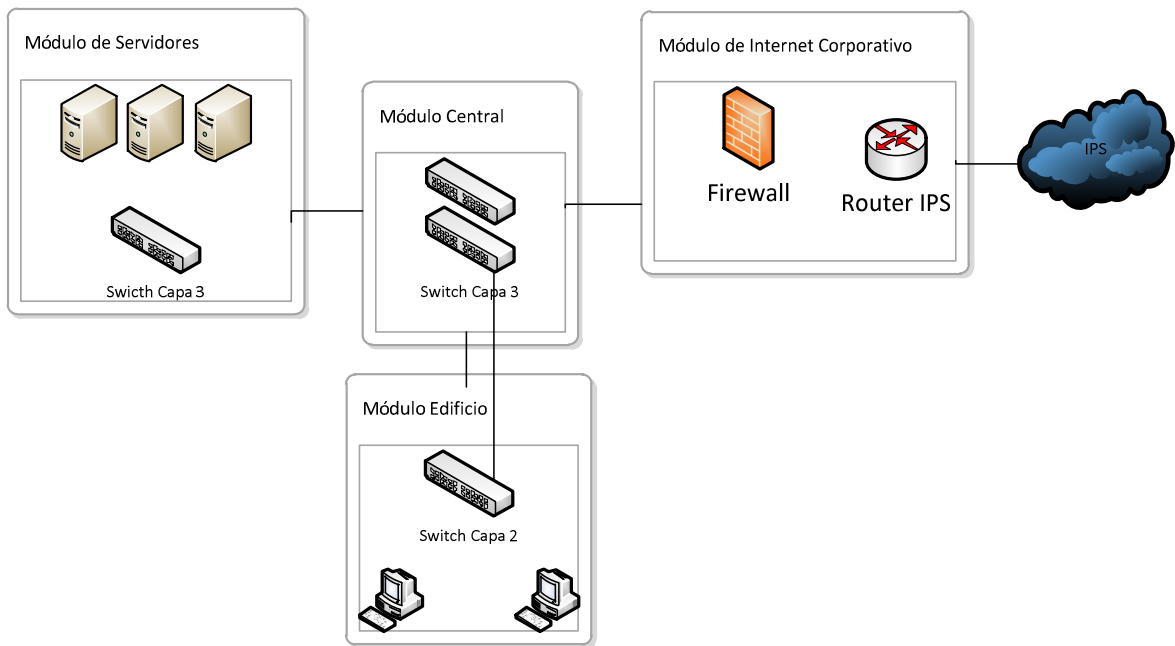 Módulo de Servidores
Swicth Capa 3
Módulo Central
Switch Capa 3
Módulo de Internet Corporativo
Firewall
Router IPS
IPS
Módulo Edificio
Switch Capa 2